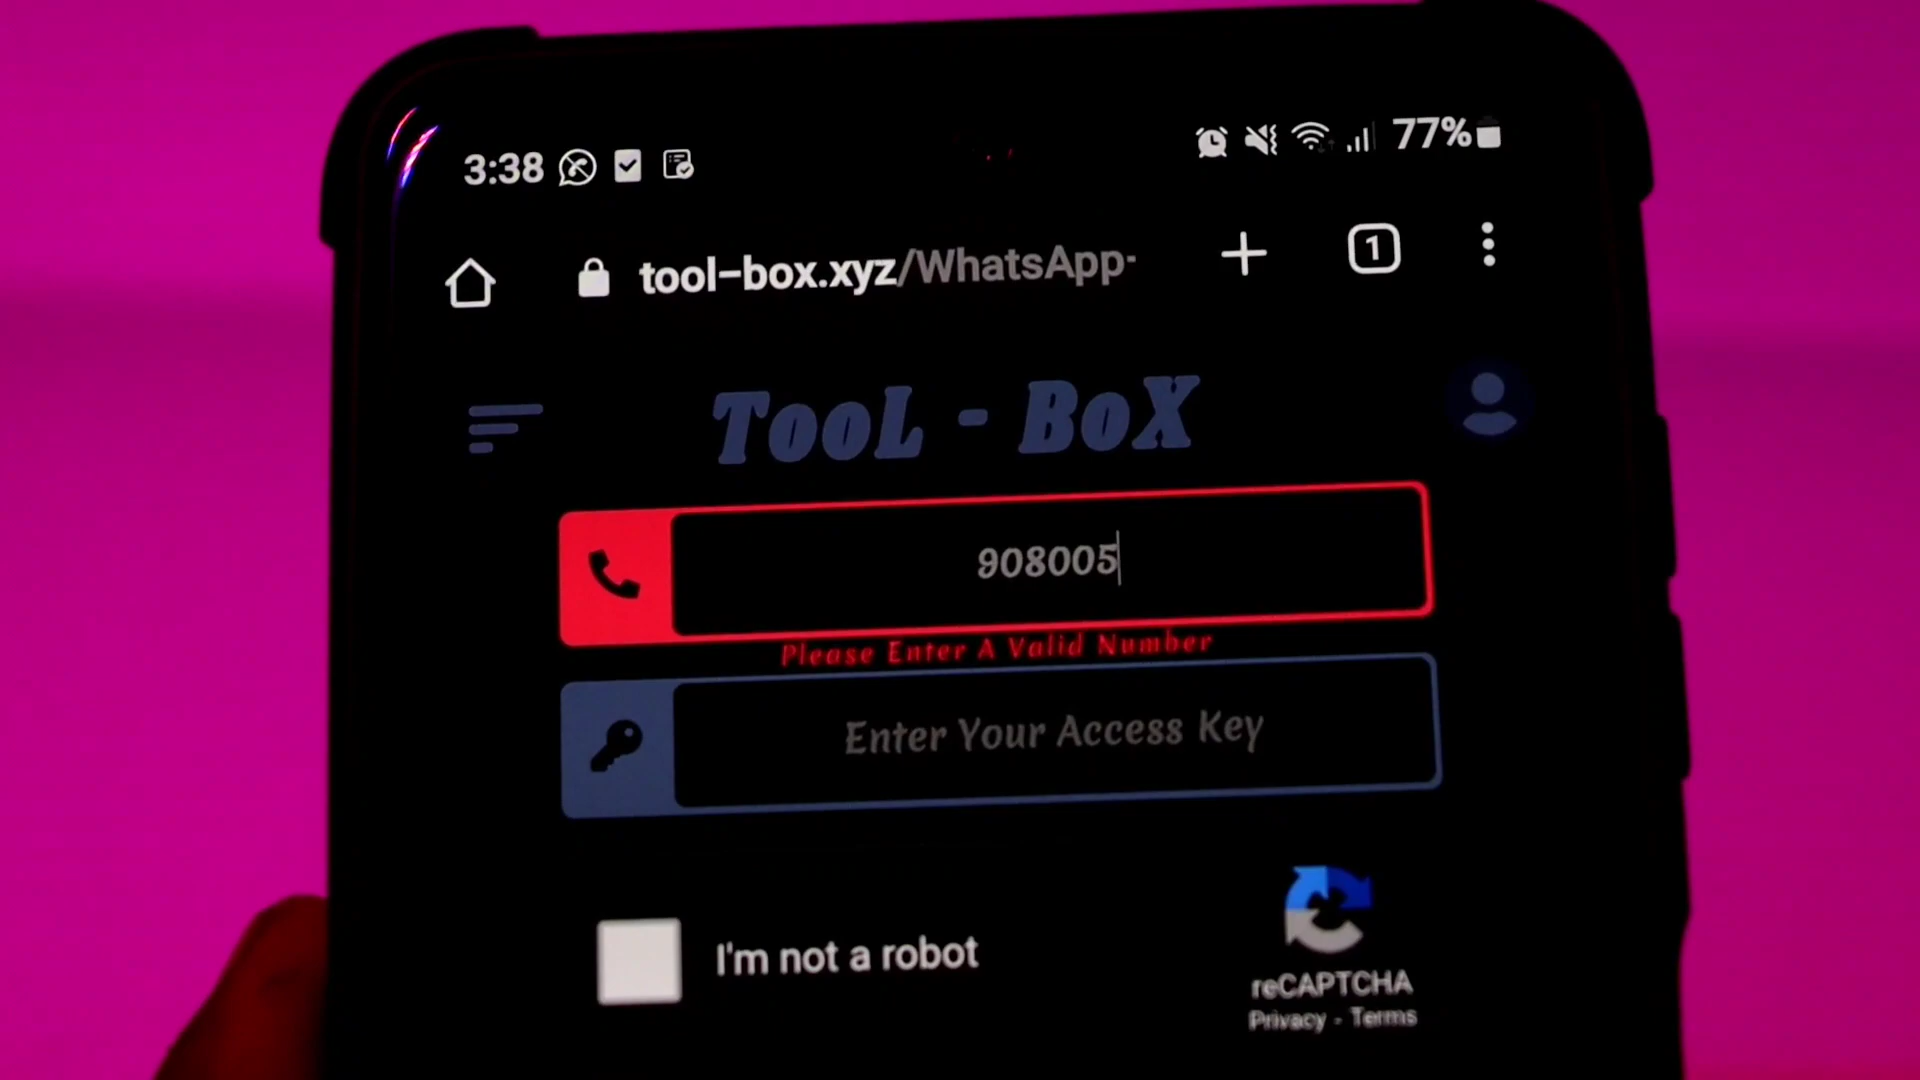 3:38 77%
tool-box.xyz/WhatsApp- 1
TooL - BoX
908005
Please Enter A Valid Number
Enter Your Access Key
I'm not a robot
reCAPTCHA
Privacy - Terms